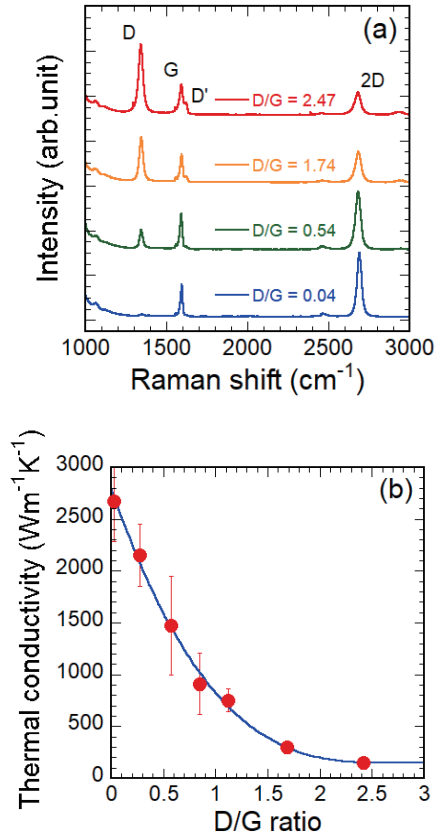 (a)
D
G
D'
2D
D/G = 2.47
D/G = 1.74
D/G = 0.54
D/G = 0.04
Intensity (arb.unit)
1000 1500 2000 2500 3000
Raman shift (cm⁻¹)
(b)
Thermal conductivity (Wm⁻¹K⁻¹)
3000
2500
2000
1500
1000
500
0
0 0.5 1 1.5 2 2.5 3
D/G ratio